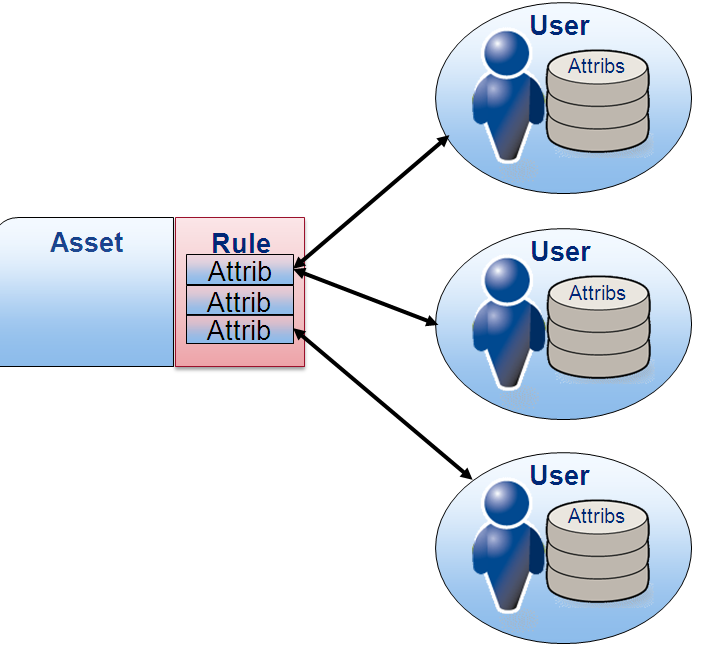 User
Attribs
Asset
Rule
Attrib
Attrib
Attrib
User
Attribs
User
Attribs